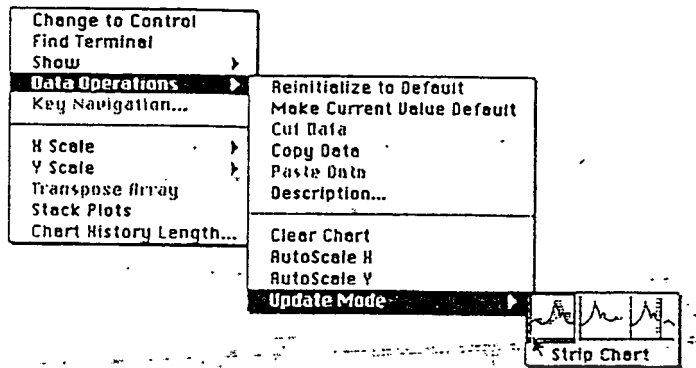 Change to Control
Find Terminal
Show
Data Operations
Key Navigation...
X Scale
Y Scale
Transpose Array
Stack Plots
Chart History Length...
Reinitialize to Default
Make Current Value Default
Cut Data
Copy Data
Paste Data
Description...
Clear Chart
AutoScale X
AutoScale Y
Update Mode
Strip Chart